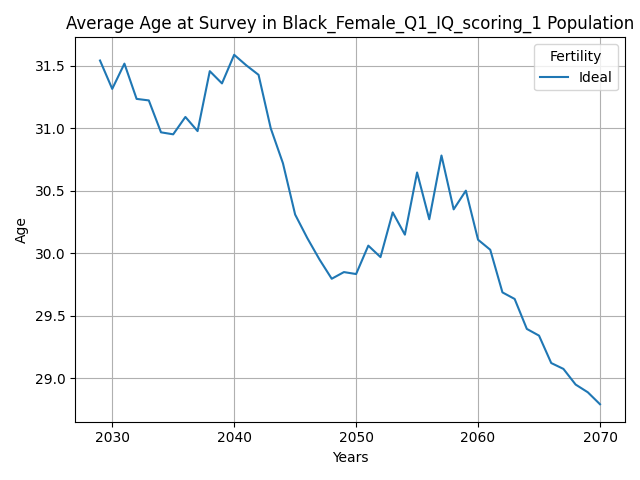 Average Age at Survey in Black_Female_Q1_IQ_scoring_1 Population
Fertility
Ideal
31.5
31.0
30.5
30.0
29.5
29.0
Age
2030 2040 2050 2060 2070
Years